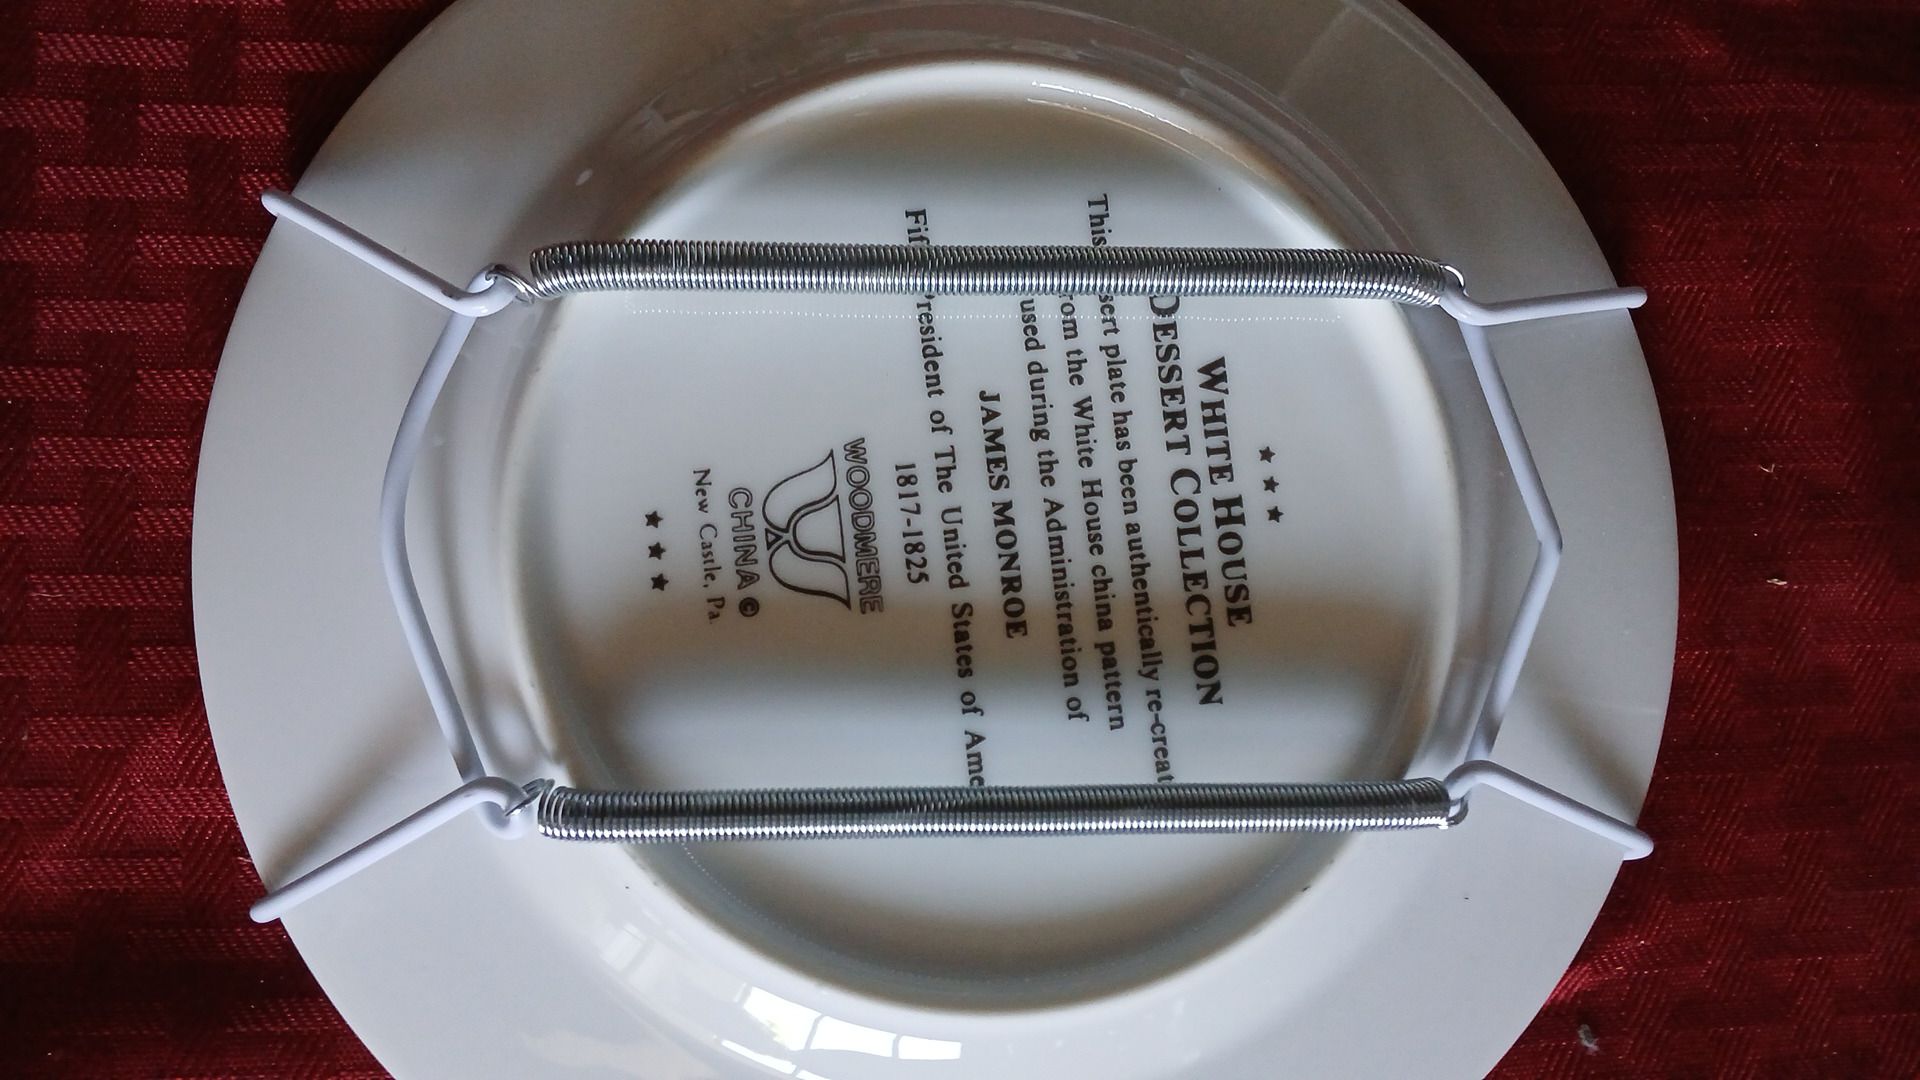 ★ ★ ★
WHITE HOUSE
DESSERT COLLECTION
This sert plate has been authentically re-creat
rom the White House china pattern
used during the Administration of
JAMES MONROE
Fif resident of The United States of Ame
1817-1825
WOODMERE
CHINA ©
New Castle, Pa.
★ ★ ★